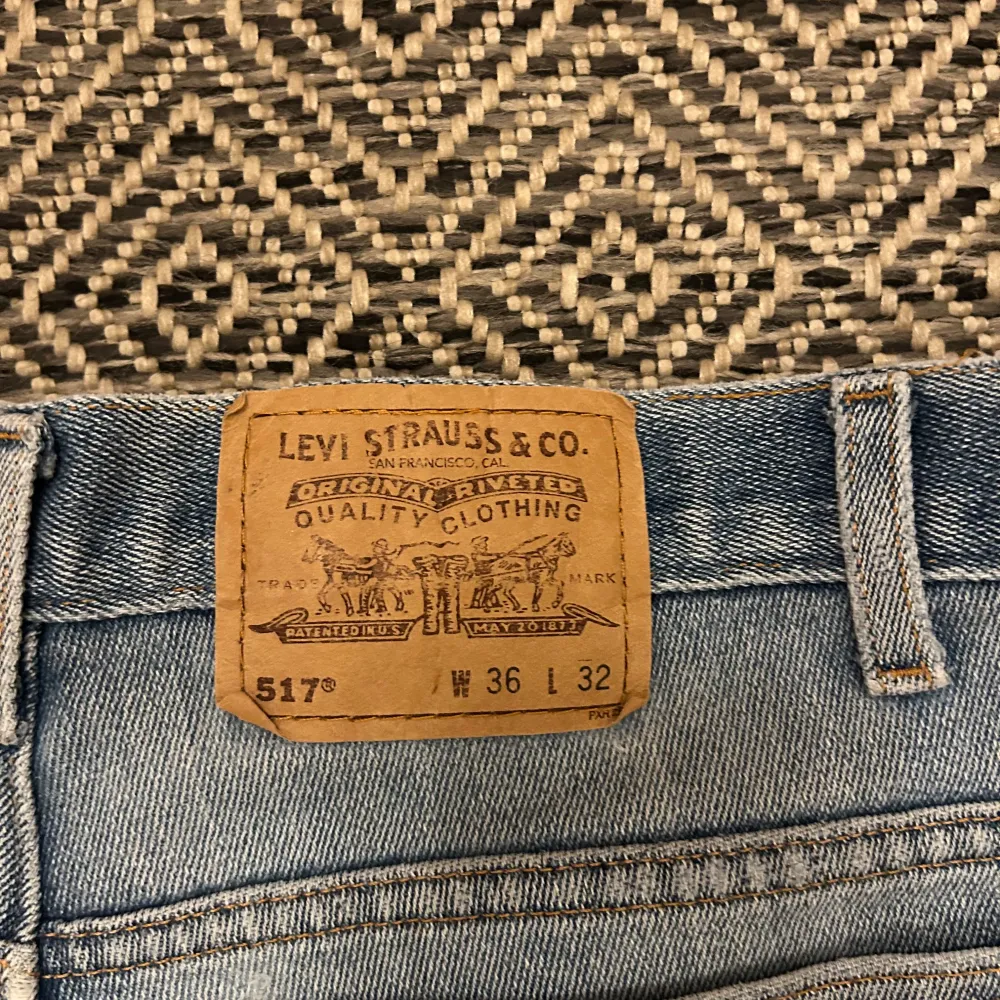 LEVI STRAUSS & CO.
SAN FRANCISCO, CAL.
ORIGINAL RIVETED
QUALITY CLOTHING
TRADE MARK
PATENTED IN U.S. MAY 20 1873
517® W 36 L 32